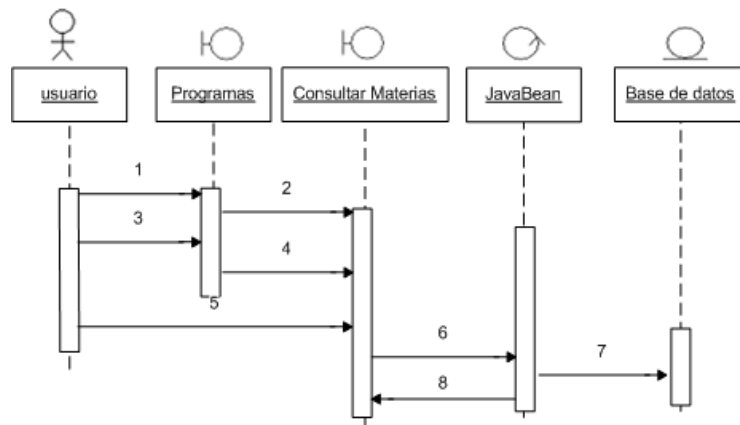 usuario
Programas
Consultar Materias
JavaBean
Base de datos
1
2
3
4
5
6
7
8